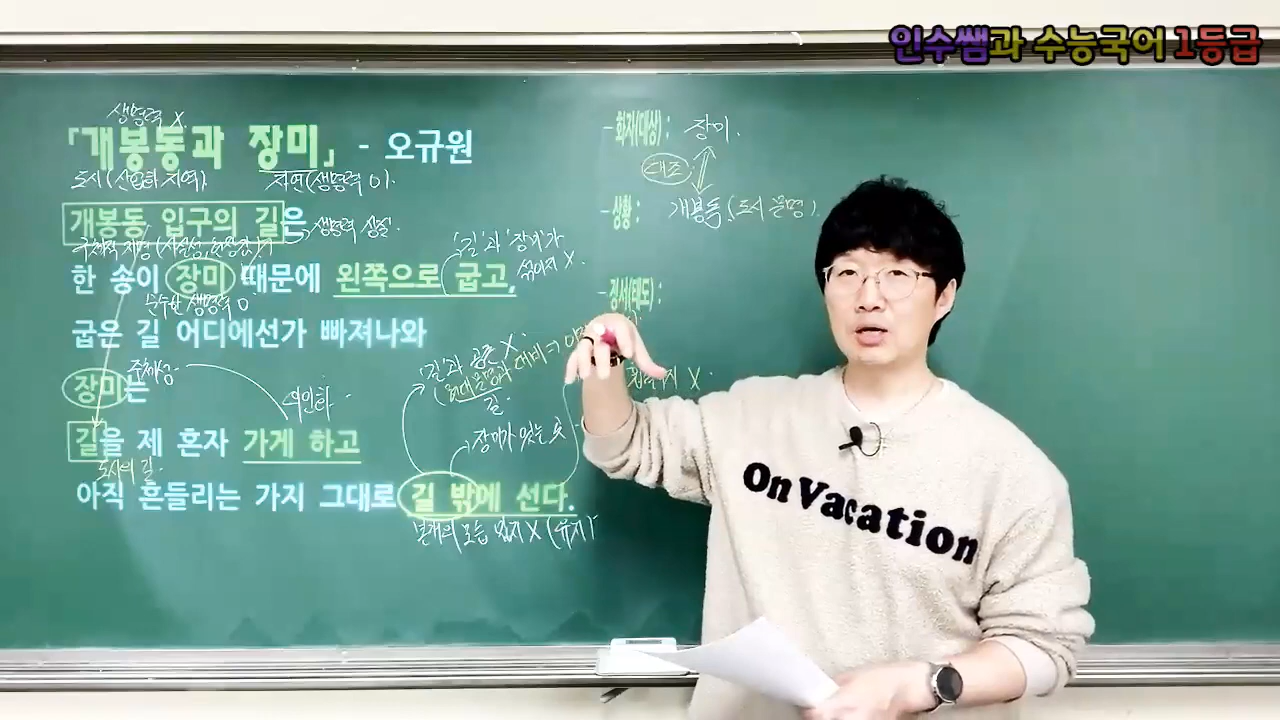 인수쌤과 수능국어 1등급
생명력 X
「개봉동과 장미」 - 오규원
도시(산업화 지역) 자연(생명력 O).
개봉동 입구의 길은 생명력 상실.
구체적 지명(사실성, 현장감).
한 송이 장미 때문에 왼쪽으로 굽고, '길'과 '장미'가 섞이지 X.
순수한 생명력 O
굽은 길 어디에선가 빠져나와
장미는 주체성.
'길'과 공존 X.
의인화.
길.
길을 제 혼자 가게 하고
장미가 있는 곳
도시의 길.
아직 흔들리는 가지 그대로 길 밖에 선다.
본래의 모습 잃지 X (유지)
- 화자(대상) : 장미.
대조
- 상황 : 개봉동.(도시 문명).
- 정서(태도) :
X.
On Vacation